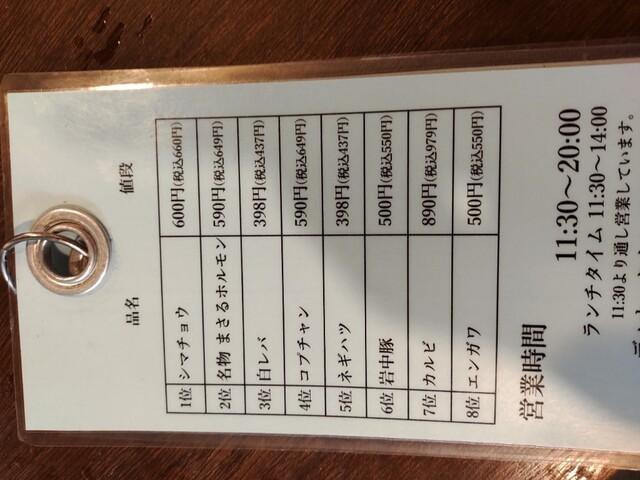 品名 値段
1位 シマチョウ 600円(税込660円)
2位 名物 まさるホルモン 590円(税込649円)
3位 白レバ 398円(税込437円)
4位 コプチャン 590円(税込649円)
5位 ネギハツ 398円(税込437円)
6位 岩中豚 500円(税込550円)
7位 カルビ 890円(税込979円)
8位 エンガワ 500円(税込550円)
営業時間 11:30〜20:00
ランチタイム 11:30〜14:00
11:30より通し営業しています。